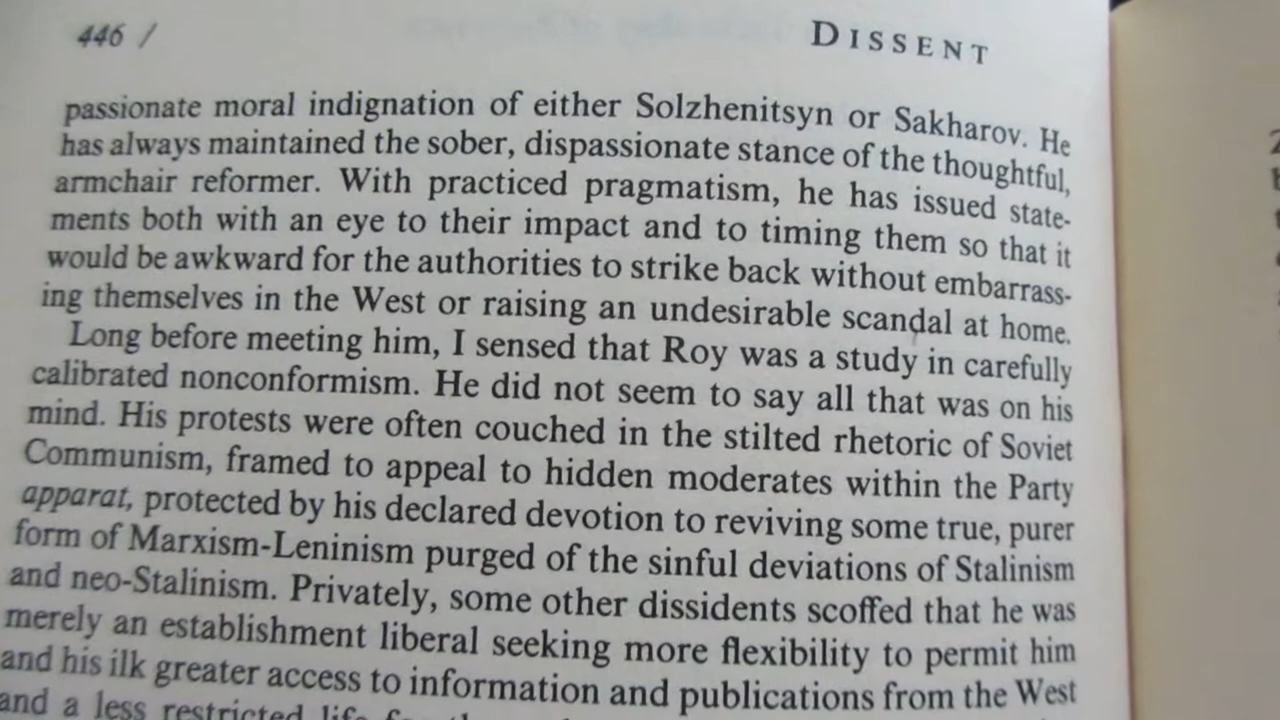 446 / DISSENT
passionate moral indignation of either Solzhenitsyn or Sakharov. He
has always maintained the sober, dispassionate stance of the thoughtful,
armchair reformer. With practiced pragmatism, he has issued state-
ments both with an eye to their impact and to timing them so that it
would be awkward for the authorities to strike back without embarrass-
ing themselves in the West or raising an undesirable scandal at home.
Long before meeting him, I sensed that Roy was a study in carefully
calibrated nonconformism. He did not seem to say all that was on his
mind. His protests were often couched in the stilted rhetoric of Soviet
Communism, framed to appeal to hidden moderates within the Party
apparat, protected by his declared devotion to reviving some true, purer
form of Marxism-Leninism purged of the sinful deviations of Stalinism
and neo-Stalinism. Privately, some other dissidents scoffed that he was
merely an establishment liberal seeking more flexibility to permit him
and his ilk greater access to information and publications from the West
and a less restricted life